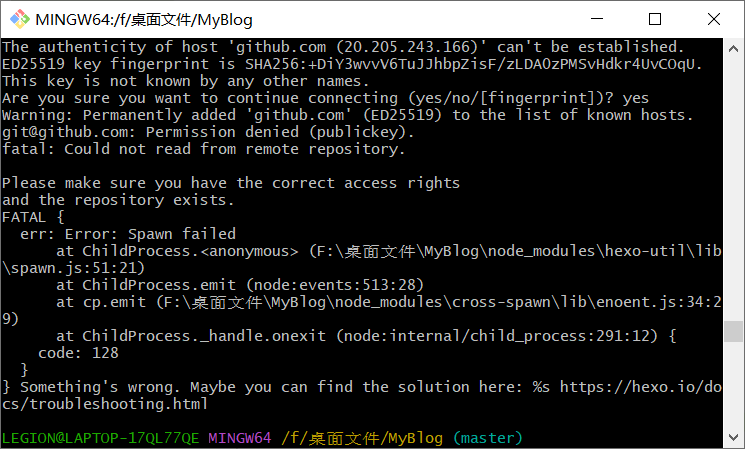 MINGW64:/f/桌面文件/MyBlog
The authenticity of host 'github.com (20.205.243.166)' can't be established.
ED25519 key fingerprint is SHA256:+DiY3wvvV6TuJJhbpZisF/zLDA0zPMSvHdkr4UvCOqU.
This key is not known by any other names.
Are you sure you want to continue connecting (yes/no/[fingerprint])? yes
Warning: Permanently added 'github.com' (ED25519) to the list of known hosts.
git@github.com: Permission denied (publickey).
fatal: Could not read from remote repository.
Please make sure you have the correct access rights
and the repository exists.
FATAL {
err: Error: Spawn failed
at ChildProcess.<anonymous> (F:\桌面文件\MyBlog\node_modules\hexo-util\lib
\spawn.js:51:21)
at ChildProcess.emit (node:events:513:28)
at cp.emit (F:\桌面文件\MyBlog\node_modules\cross-spawn\lib\enoent.js:34:2
9)
at ChildProcess._handle.onexit (node:internal/child_process:291:12) {
code: 128
}
} Something's wrong. Maybe you can find the solution here: %s https://hexo.io/do
cs/troubleshooting.html
LEGION@LAPTOP-17QL77QE MINGW64 /f/桌面文件/MyBlog (master)